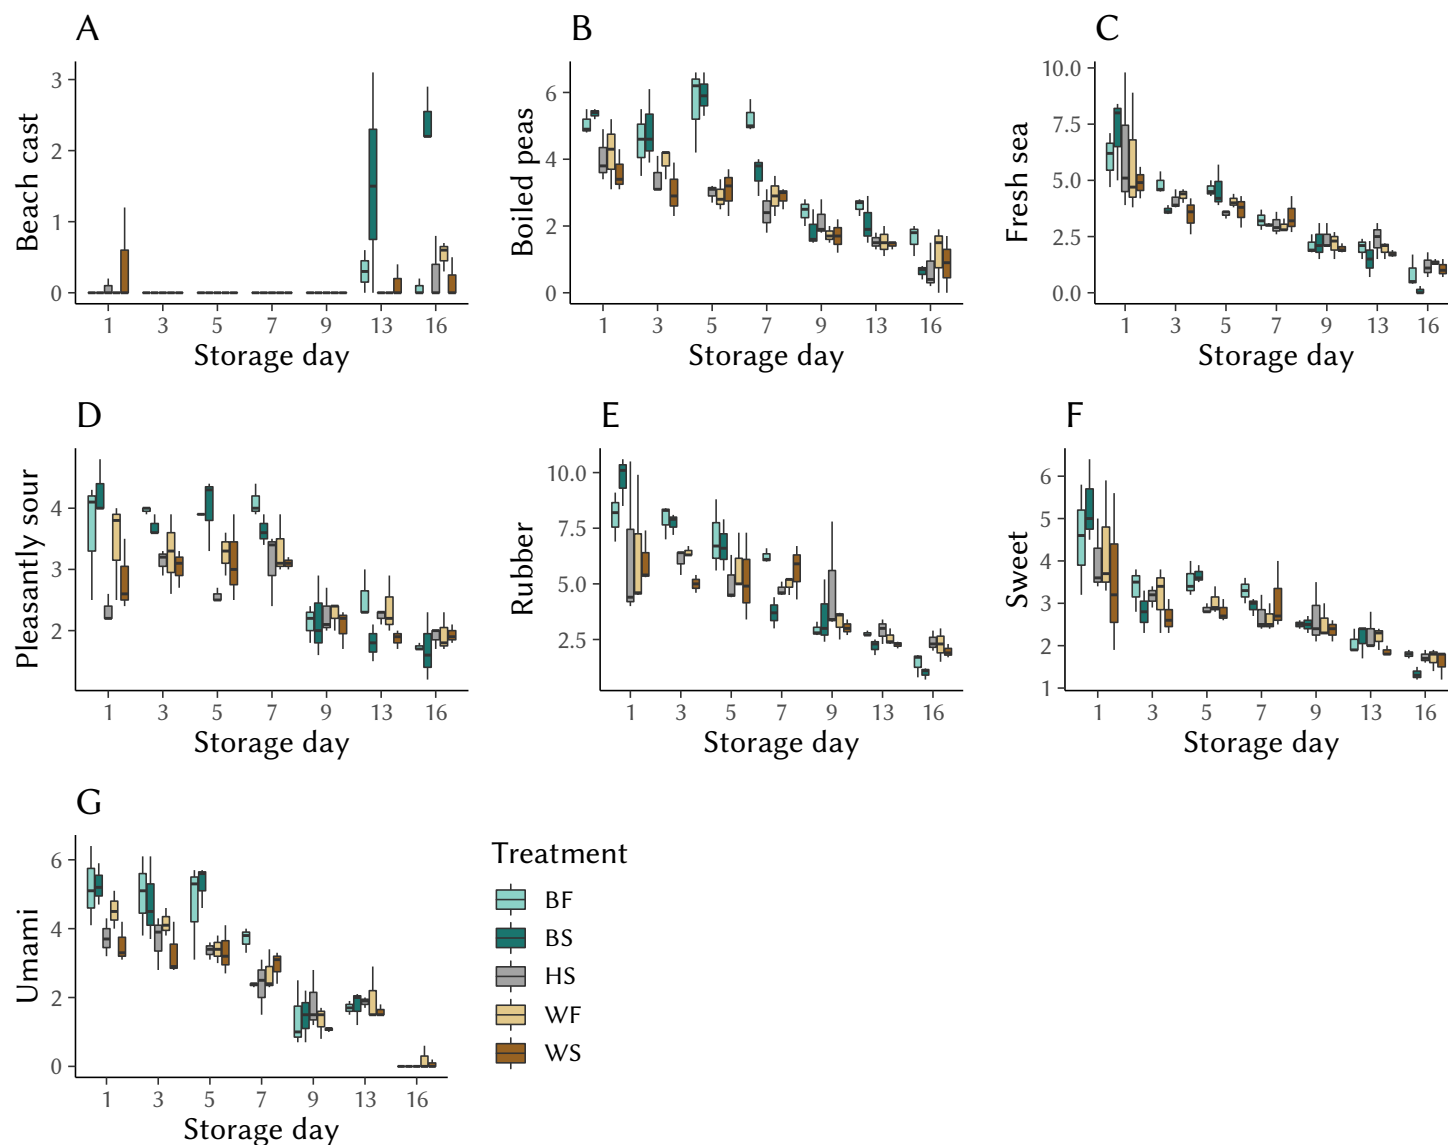 A
Beach cast
3
2
1
0
1 3 5 7 9 13 16
Storage day
B
Boiled peas
6
4
2
0
1 3 5 7 9 13 16
Storage day
C
Fresh sea
10.0
7.5
5.0
2.5
0.0
1 3 5 7 9 13 16
Storage day
D
Pleasantly sour
4
3
2
1 3 5 7 9 13 16
Storage day
E
Rubber
10.0
7.5
5.0
2.5
1 3 5 7 9 13 16
Storage day
F
Sweet
6
5
4
3
2
1
1 3 5 7 9 13 16
Storage day
G
Umami
6
4
2
0
1 3 5 7 9 13 16
Storage day
Treatment
BF
BS
HS
WF
WS